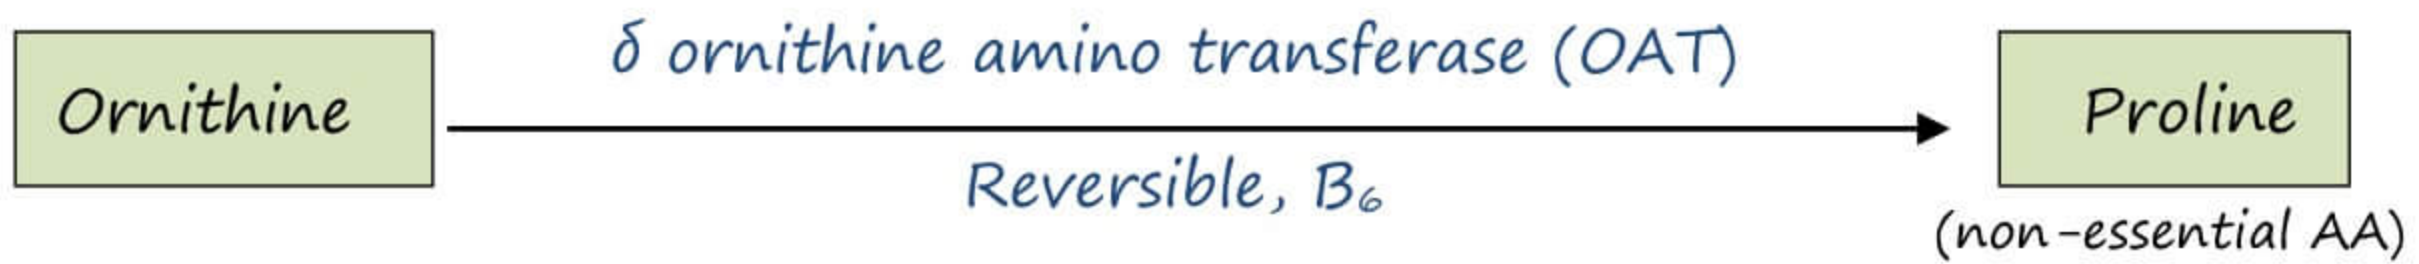 δ ornithine amino transferase (OAT)
Ornithine
Proline
Reversible, B₆
(non-essential AA)